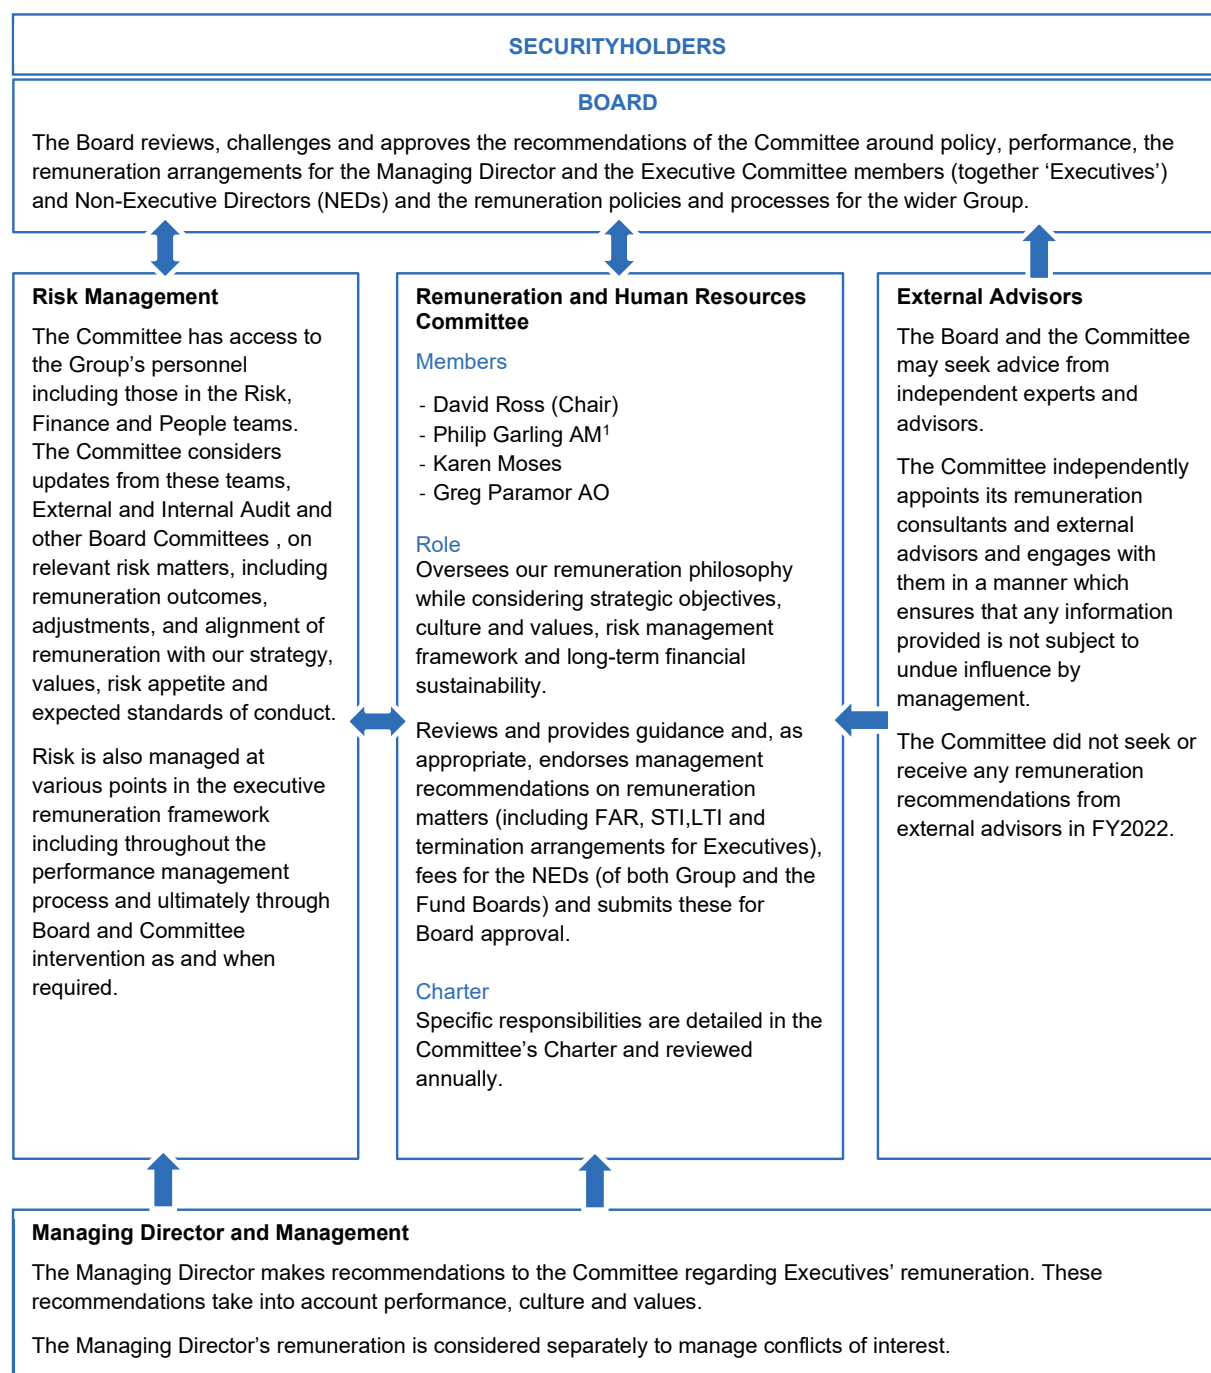 SECURITYHOLDERS
BOARD
The Board reviews, challenges and approves the recommendations of the Committee around policy, performance, the
remuneration arrangements for the Managing Director and the Executive Committee members (together ‘Executives’)
and Non-Executive Directors (NEDs) and the remuneration policies and processes for the wider Group.
Risk Management
The Committee has access to
the Group’s personnel
including those in the Risk,
Finance and People teams.
The Committee considers
updates from these teams,
External and Internal Audit and
other Board Committees , on
relevant risk matters, including
remuneration outcomes,
adjustments, and alignment of
remuneration with our strategy,
values, risk appetite and
expected standards of conduct.
Risk is also managed at
various points in the executive
remuneration framework
including throughout the
performance management
process and ultimately through
Board and Committee
intervention as and when
required.
Remuneration and Human Resources
Committee
Members
- David Ross (Chair)
- Philip Garling AM¹
- Karen Moses
- Greg Paramor AO
Role
Oversees our remuneration philosophy
while considering strategic objectives,
culture and values, risk management
framework and long-term financial
sustainability.
Reviews and provides guidance and, as
appropriate, endorses management
recommendations on remuneration
matters (including FAR, STI,LTI and
termination arrangements for Executives),
fees for the NEDs (of both Group and the
Fund Boards) and submits these for
Board approval.
Charter
Specific responsibilities are detailed in the
Committee’s Charter and reviewed
annually.
External Advisors
The Board and the Committee
may seek advice from
independent experts and
advisors.
The Committee independently
appoints its remuneration
consultants and external
advisors and engages with
them in a manner which
ensures that any information
provided is not subject to
undue influence by
management.
The Committee did not seek or
receive any remuneration
recommendations from
external advisors in FY2022.
Managing Director and Management
The Managing Director makes recommendations to the Committee regarding Executives’ remuneration. These
recommendations take into account performance, culture and values.
The Managing Director’s remuneration is considered separately to manage conflicts of interest.